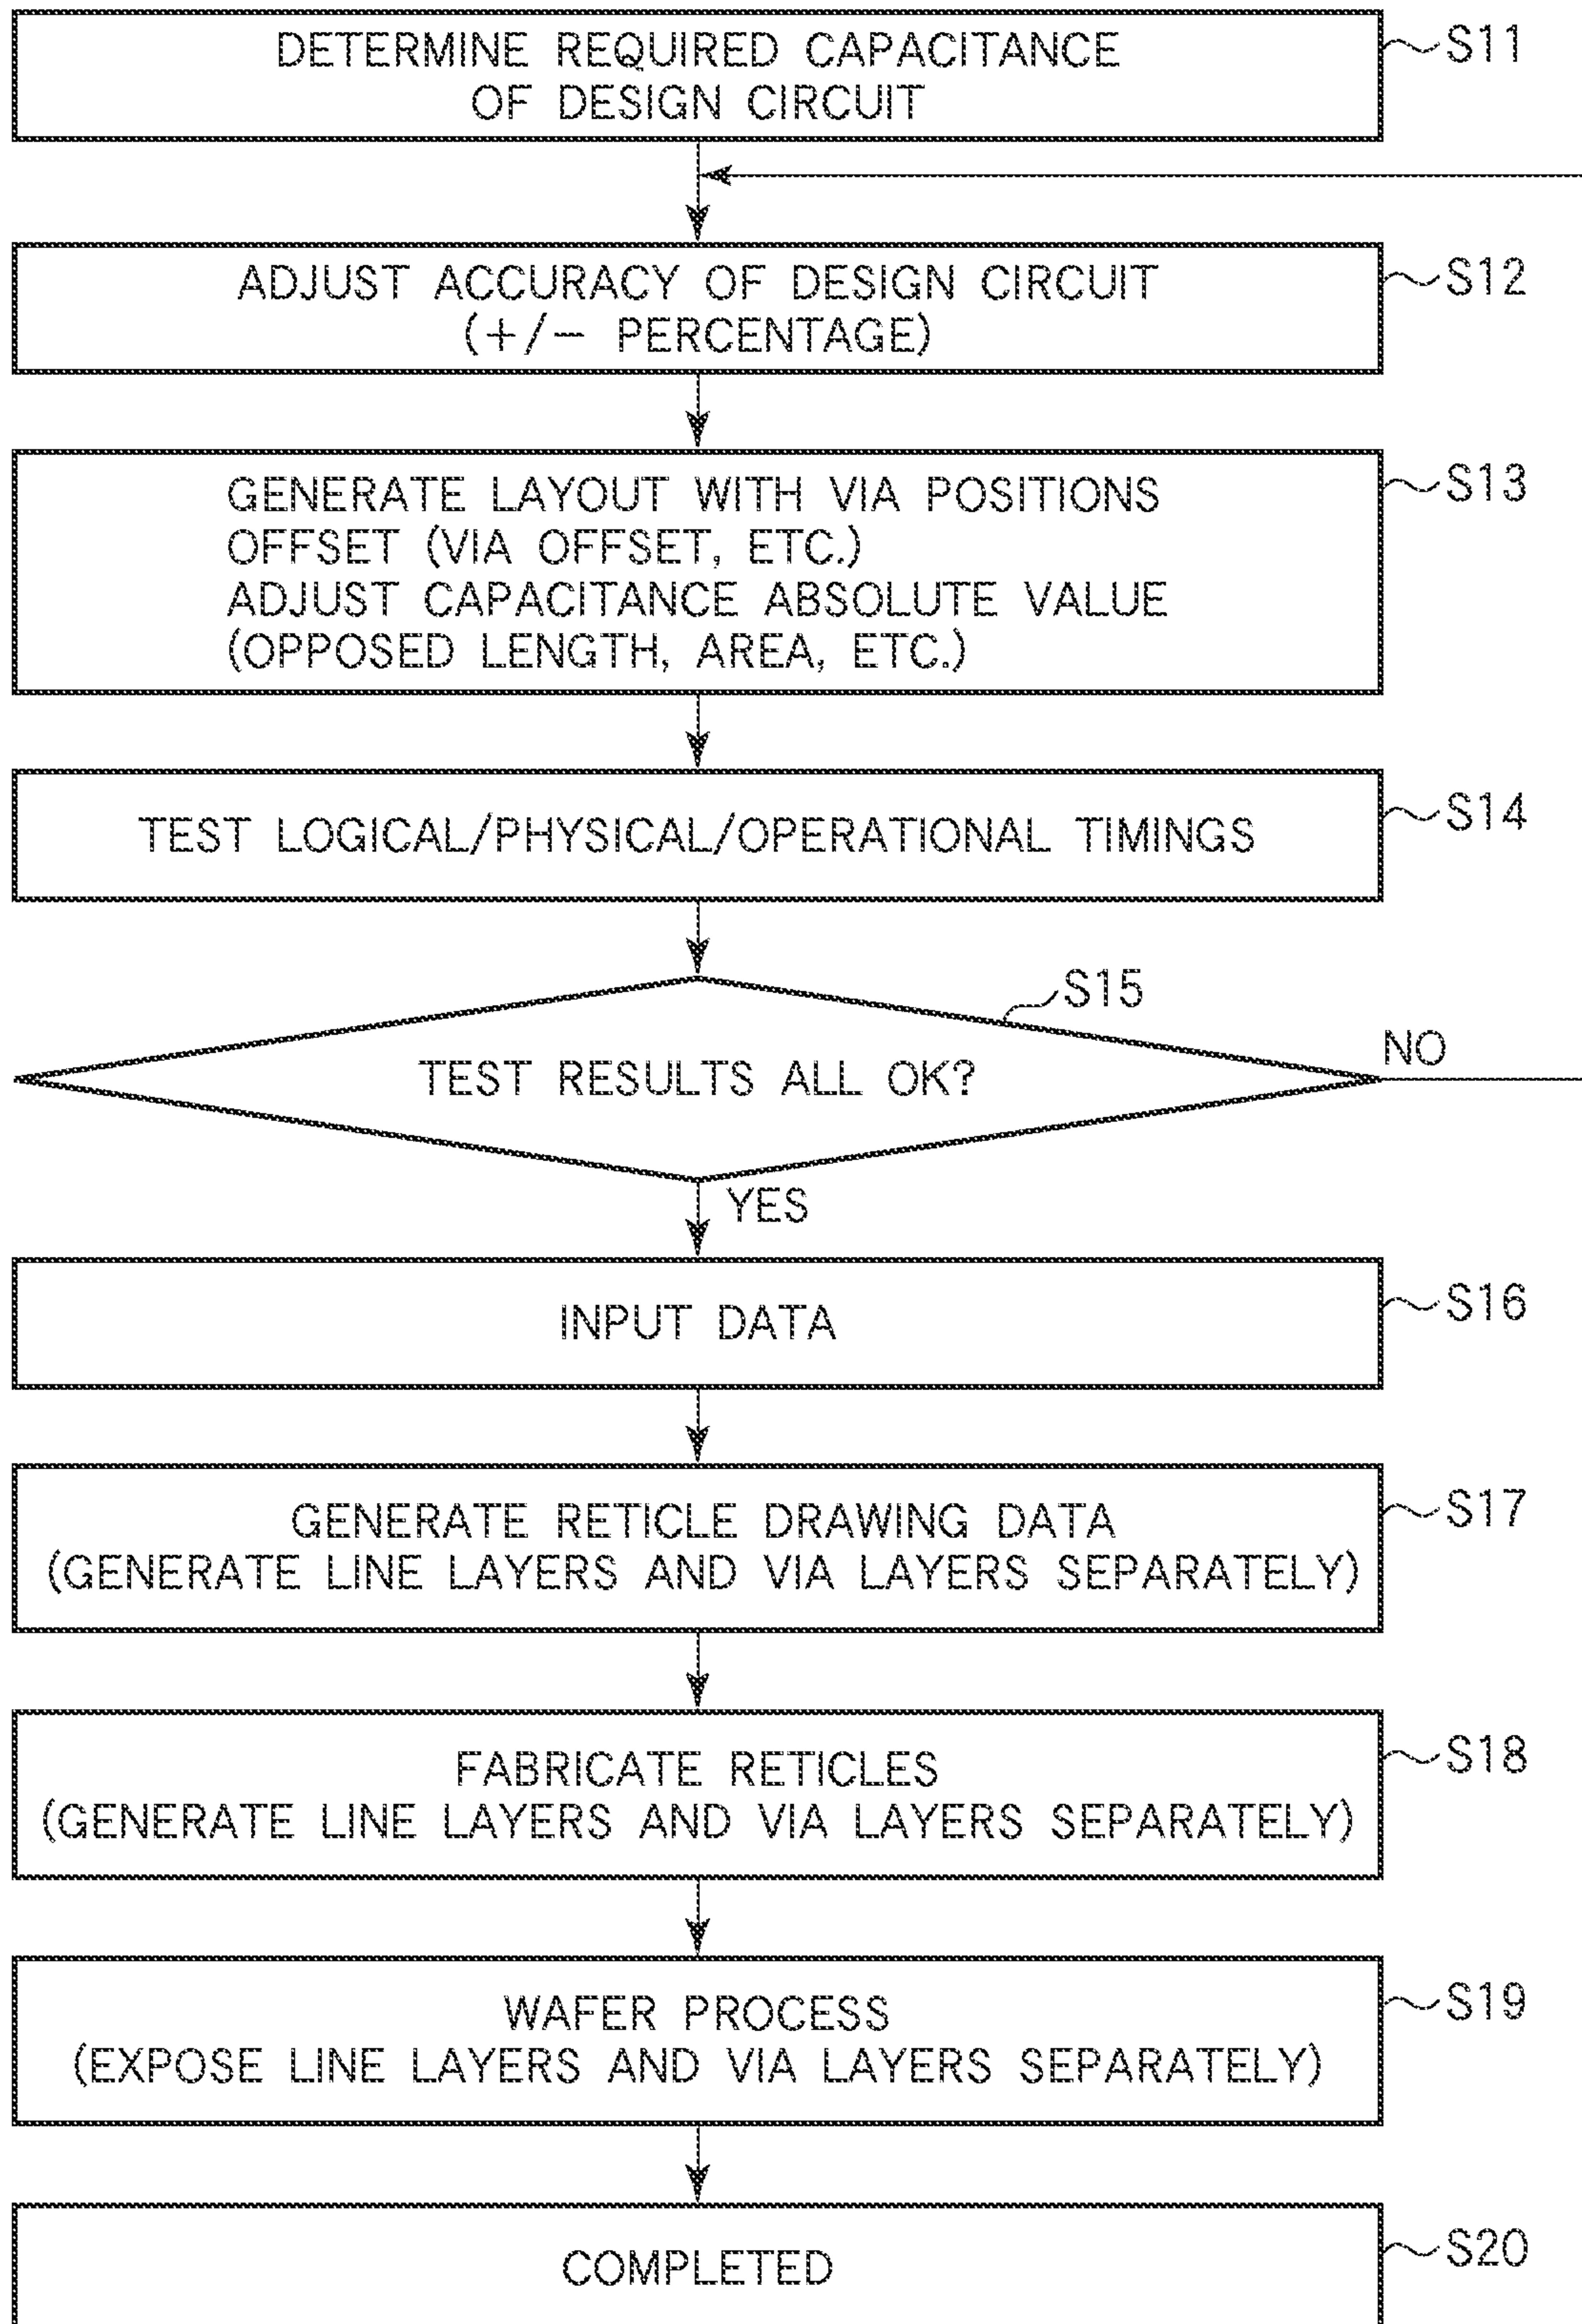 DETERMINE REQUIRED CAPACITANCE
OF DESIGN CIRCUIT
S11
ADJUST ACCURACY OF DESIGN CIRCUIT
(+/− PERCENTAGE)
S12
GENERATE LAYOUT WITH VIA POSITIONS
OFFSET (VIA OFFSET, ETC.)
ADJUST CAPACITANCE ABSOLUTE VALUE
(OPPOSED LENGTH, AREA, ETC.)
S13
TEST LOGICAL/PHYSICAL/OPERATIONAL TIMINGS
S14
S15
TEST RESULTS ALL OK?
NO
YES
INPUT DATA
S16
GENERATE RETICLE DRAWING DATA
(GENERATE LINE LAYERS AND VIA LAYERS SEPARATELY)
S17
FABRICATE RETICLES
(GENERATE LINE LAYERS AND VIA LAYERS SEPARATELY)
S18
WAFER PROCESS
(EXPOSE LINE LAYERS AND VIA LAYERS SEPARATELY)
S19
COMPLETED
S20